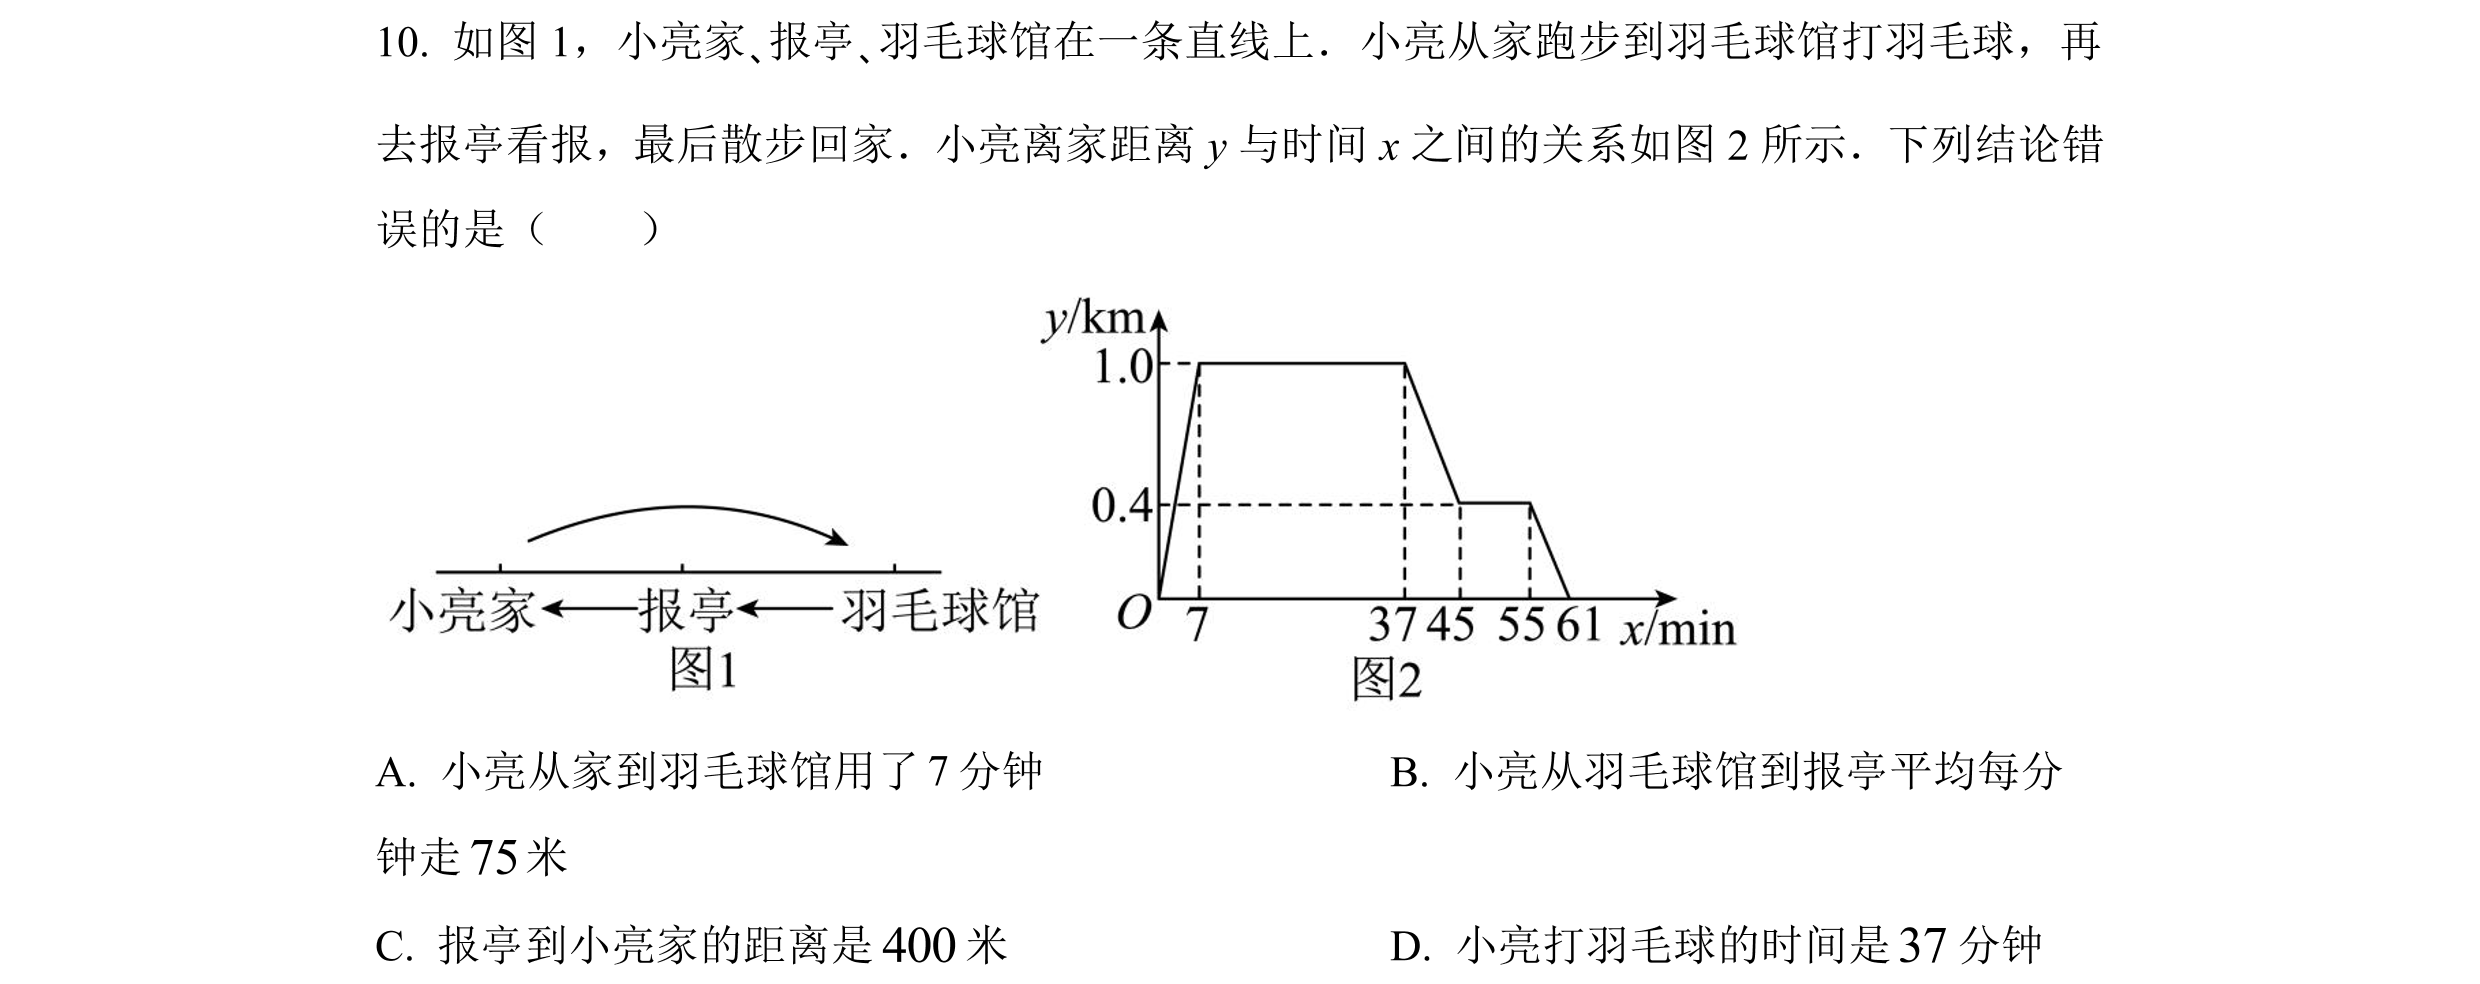 10. 如图 1，小亮家、报亭、羽毛球馆在一条直线上．小亮从家跑步到羽毛球馆打羽毛球，再
去报亭看报，最后散步回家．小亮离家距离 y 与时间 x 之间的关系如图 2 所示．下列结论错
误的是（　　）
y/km
1.0
0.4
小亮家 报亭 羽毛球馆
O 7 37 45 55 61 x/min
图1
图2
A. 小亮从家到羽毛球馆用了 7 分钟
B. 小亮从羽毛球馆到报亭平均每分
钟走 75 米
C. 报亭到小亮家的距离是 400 米
D. 小亮打羽毛球的时间是 37 分钟